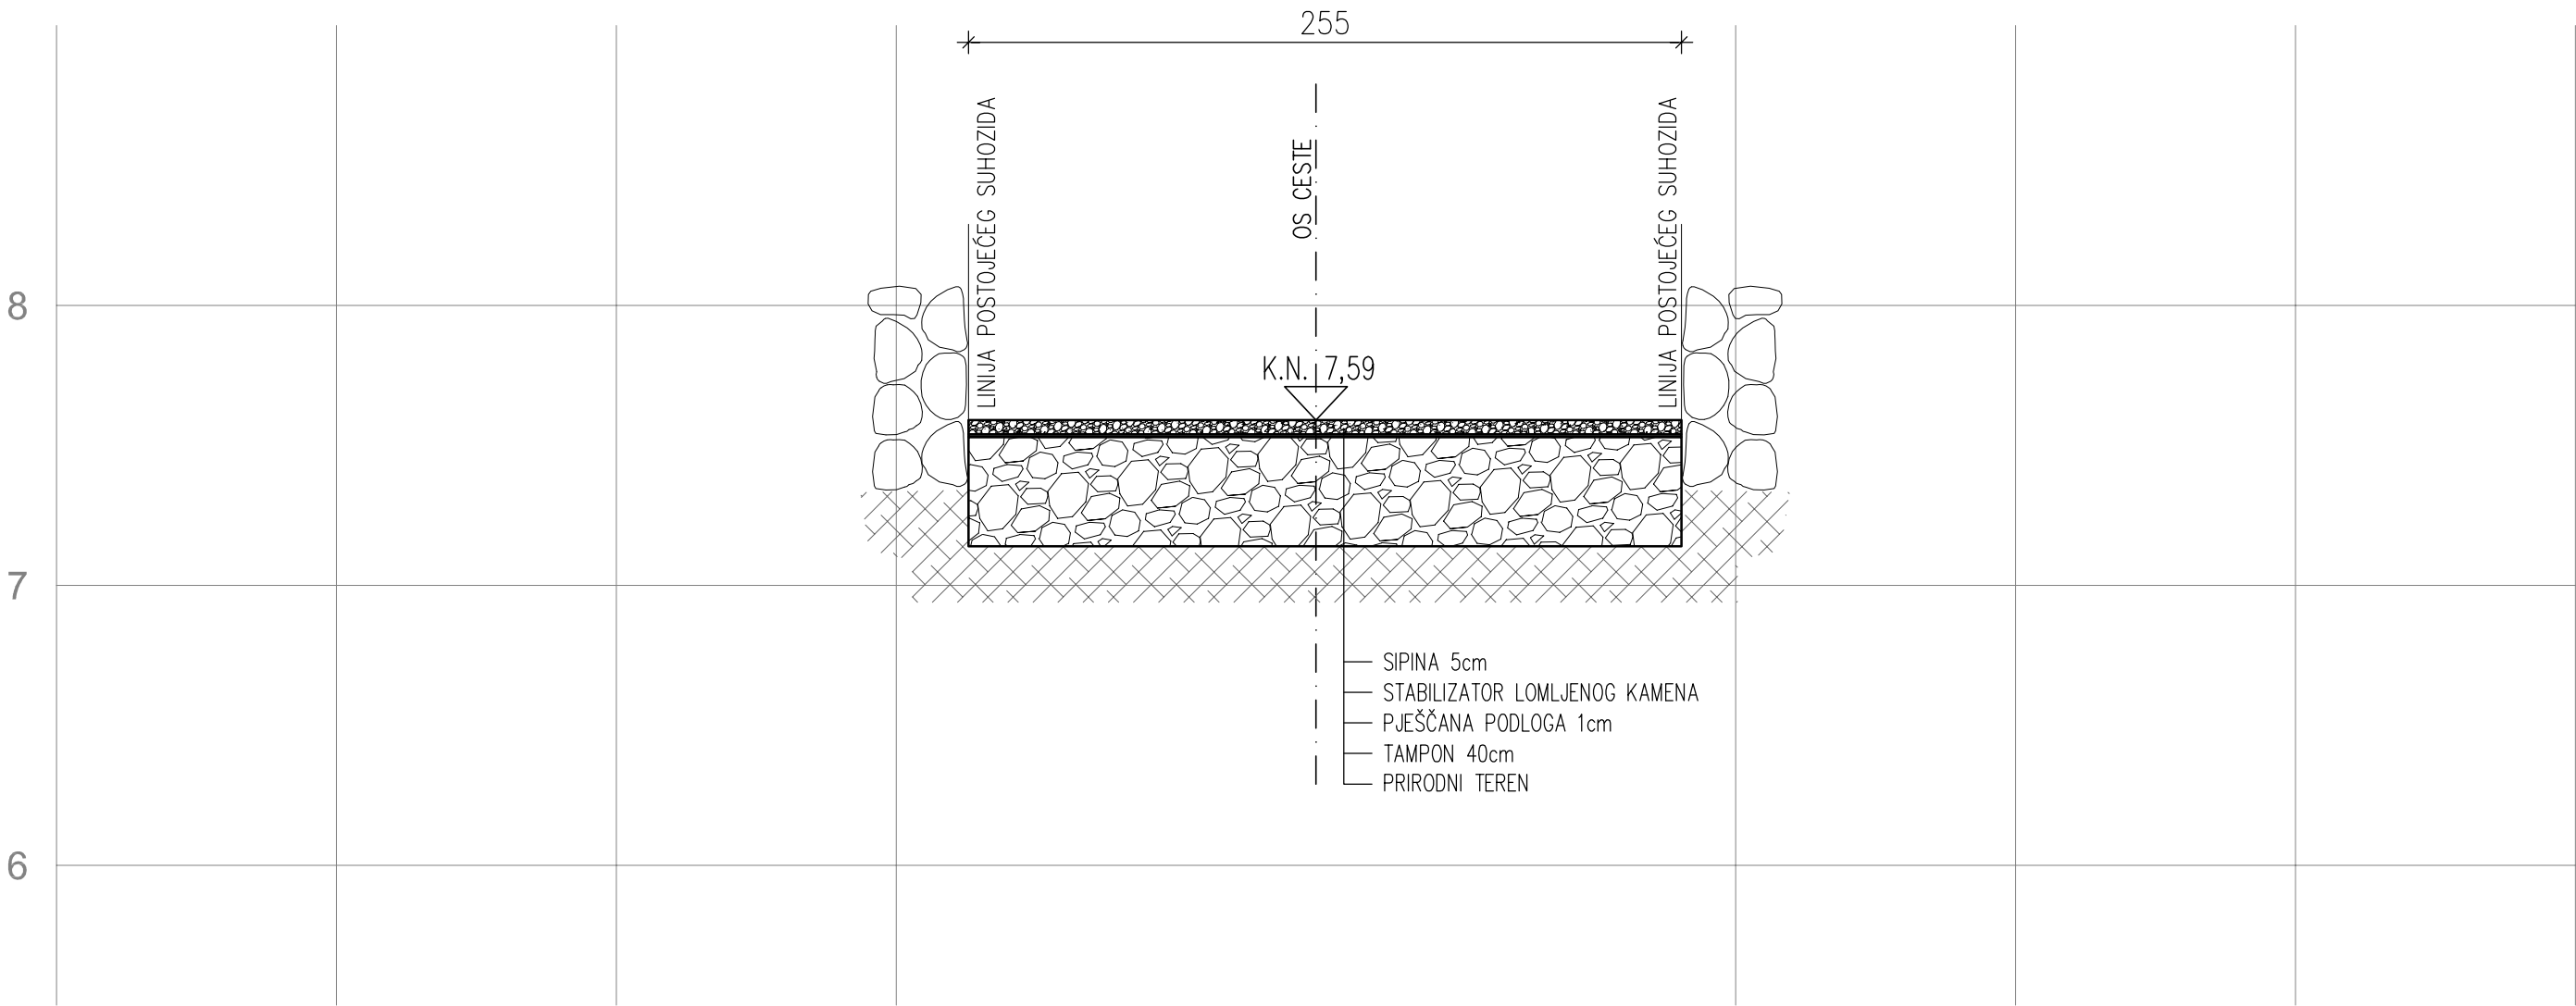 255
LINIJA POSTOJEĆEG SUHOZIDA
OS CESTE
LINIJA POSTOJEĆEG SUHOZIDA
8
K.N. 7,59
7
SIPINA 5cm
STABILIZATOR LOMLJENOG KAMENA
PJEŠČANA PODLOGA 1cm
TAMPON 40cm
PRIRODNI TEREN
6